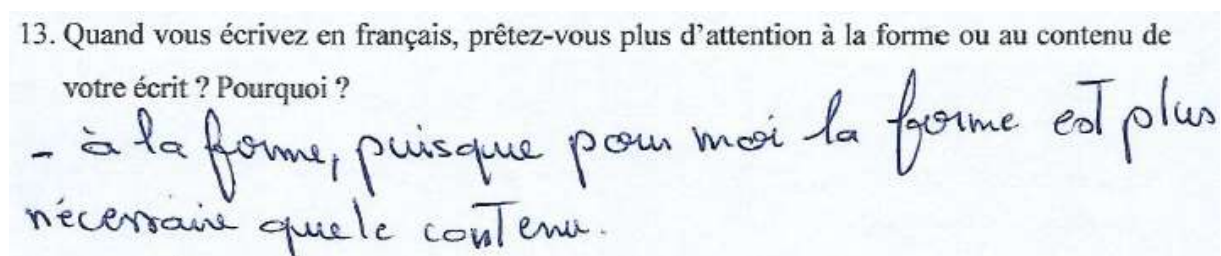 13. Quand vous écrivez en français, prêtez-vous plus d'attention à la forme ou au contenu de
votre écrit ? Pourquoi ?
- à la forme, puisque pour moi la forme est plus
nécessaire que le contenu.